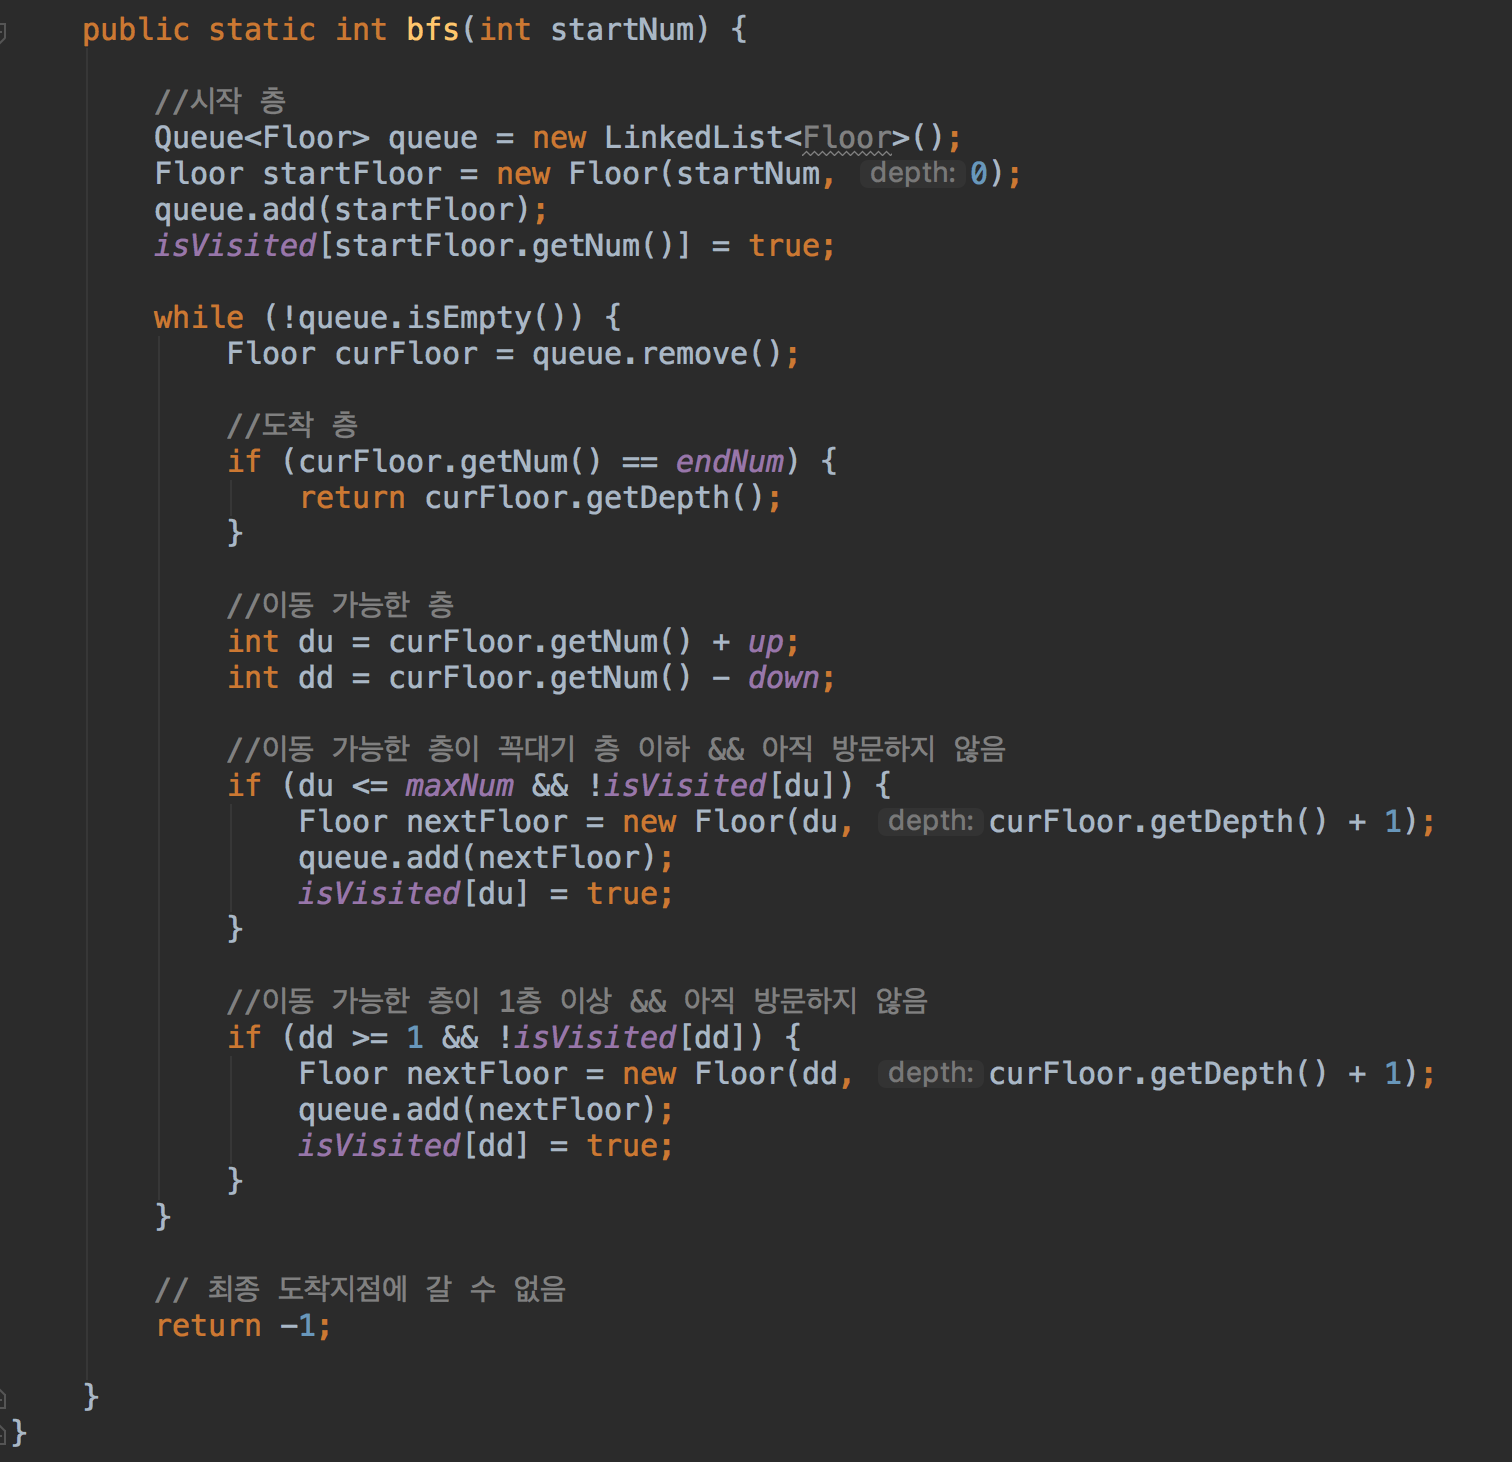 public static int bfs(int startNum) {
//시작 층
Queue<Floor> queue = new LinkedList<Floor>();
Floor startFloor = new Floor(startNum, depth: 0);
queue.add(startFloor);
isVisited[startFloor.getNum()] = true;
while (!queue.isEmpty()) {
Floor curFloor = queue.remove();
//도착 층
if (curFloor.getNum() == endNum) {
return curFloor.getDepth();
}
//이동 가능한 층
int du = curFloor.getNum() + up;
int dd = curFloor.getNum() - down;
//이동 가능한 층이 꼭대기 층 이하 && 아직 방문하지 않음
if (du <= maxNum && !isVisited[du]) {
Floor nextFloor = new Floor(du, depth: curFloor.getDepth() + 1);
queue.add(nextFloor);
isVisited[du] = true;
}
//이동 가능한 층이 1층 이상 && 아직 방문하지 않음
if (dd >= 1 && !isVisited[dd]) {
Floor nextFloor = new Floor(dd, depth: curFloor.getDepth() + 1);
queue.add(nextFloor);
isVisited[dd] = true;
}
}
// 최종 도착지점에 갈 수 없음
return -1;
}
}